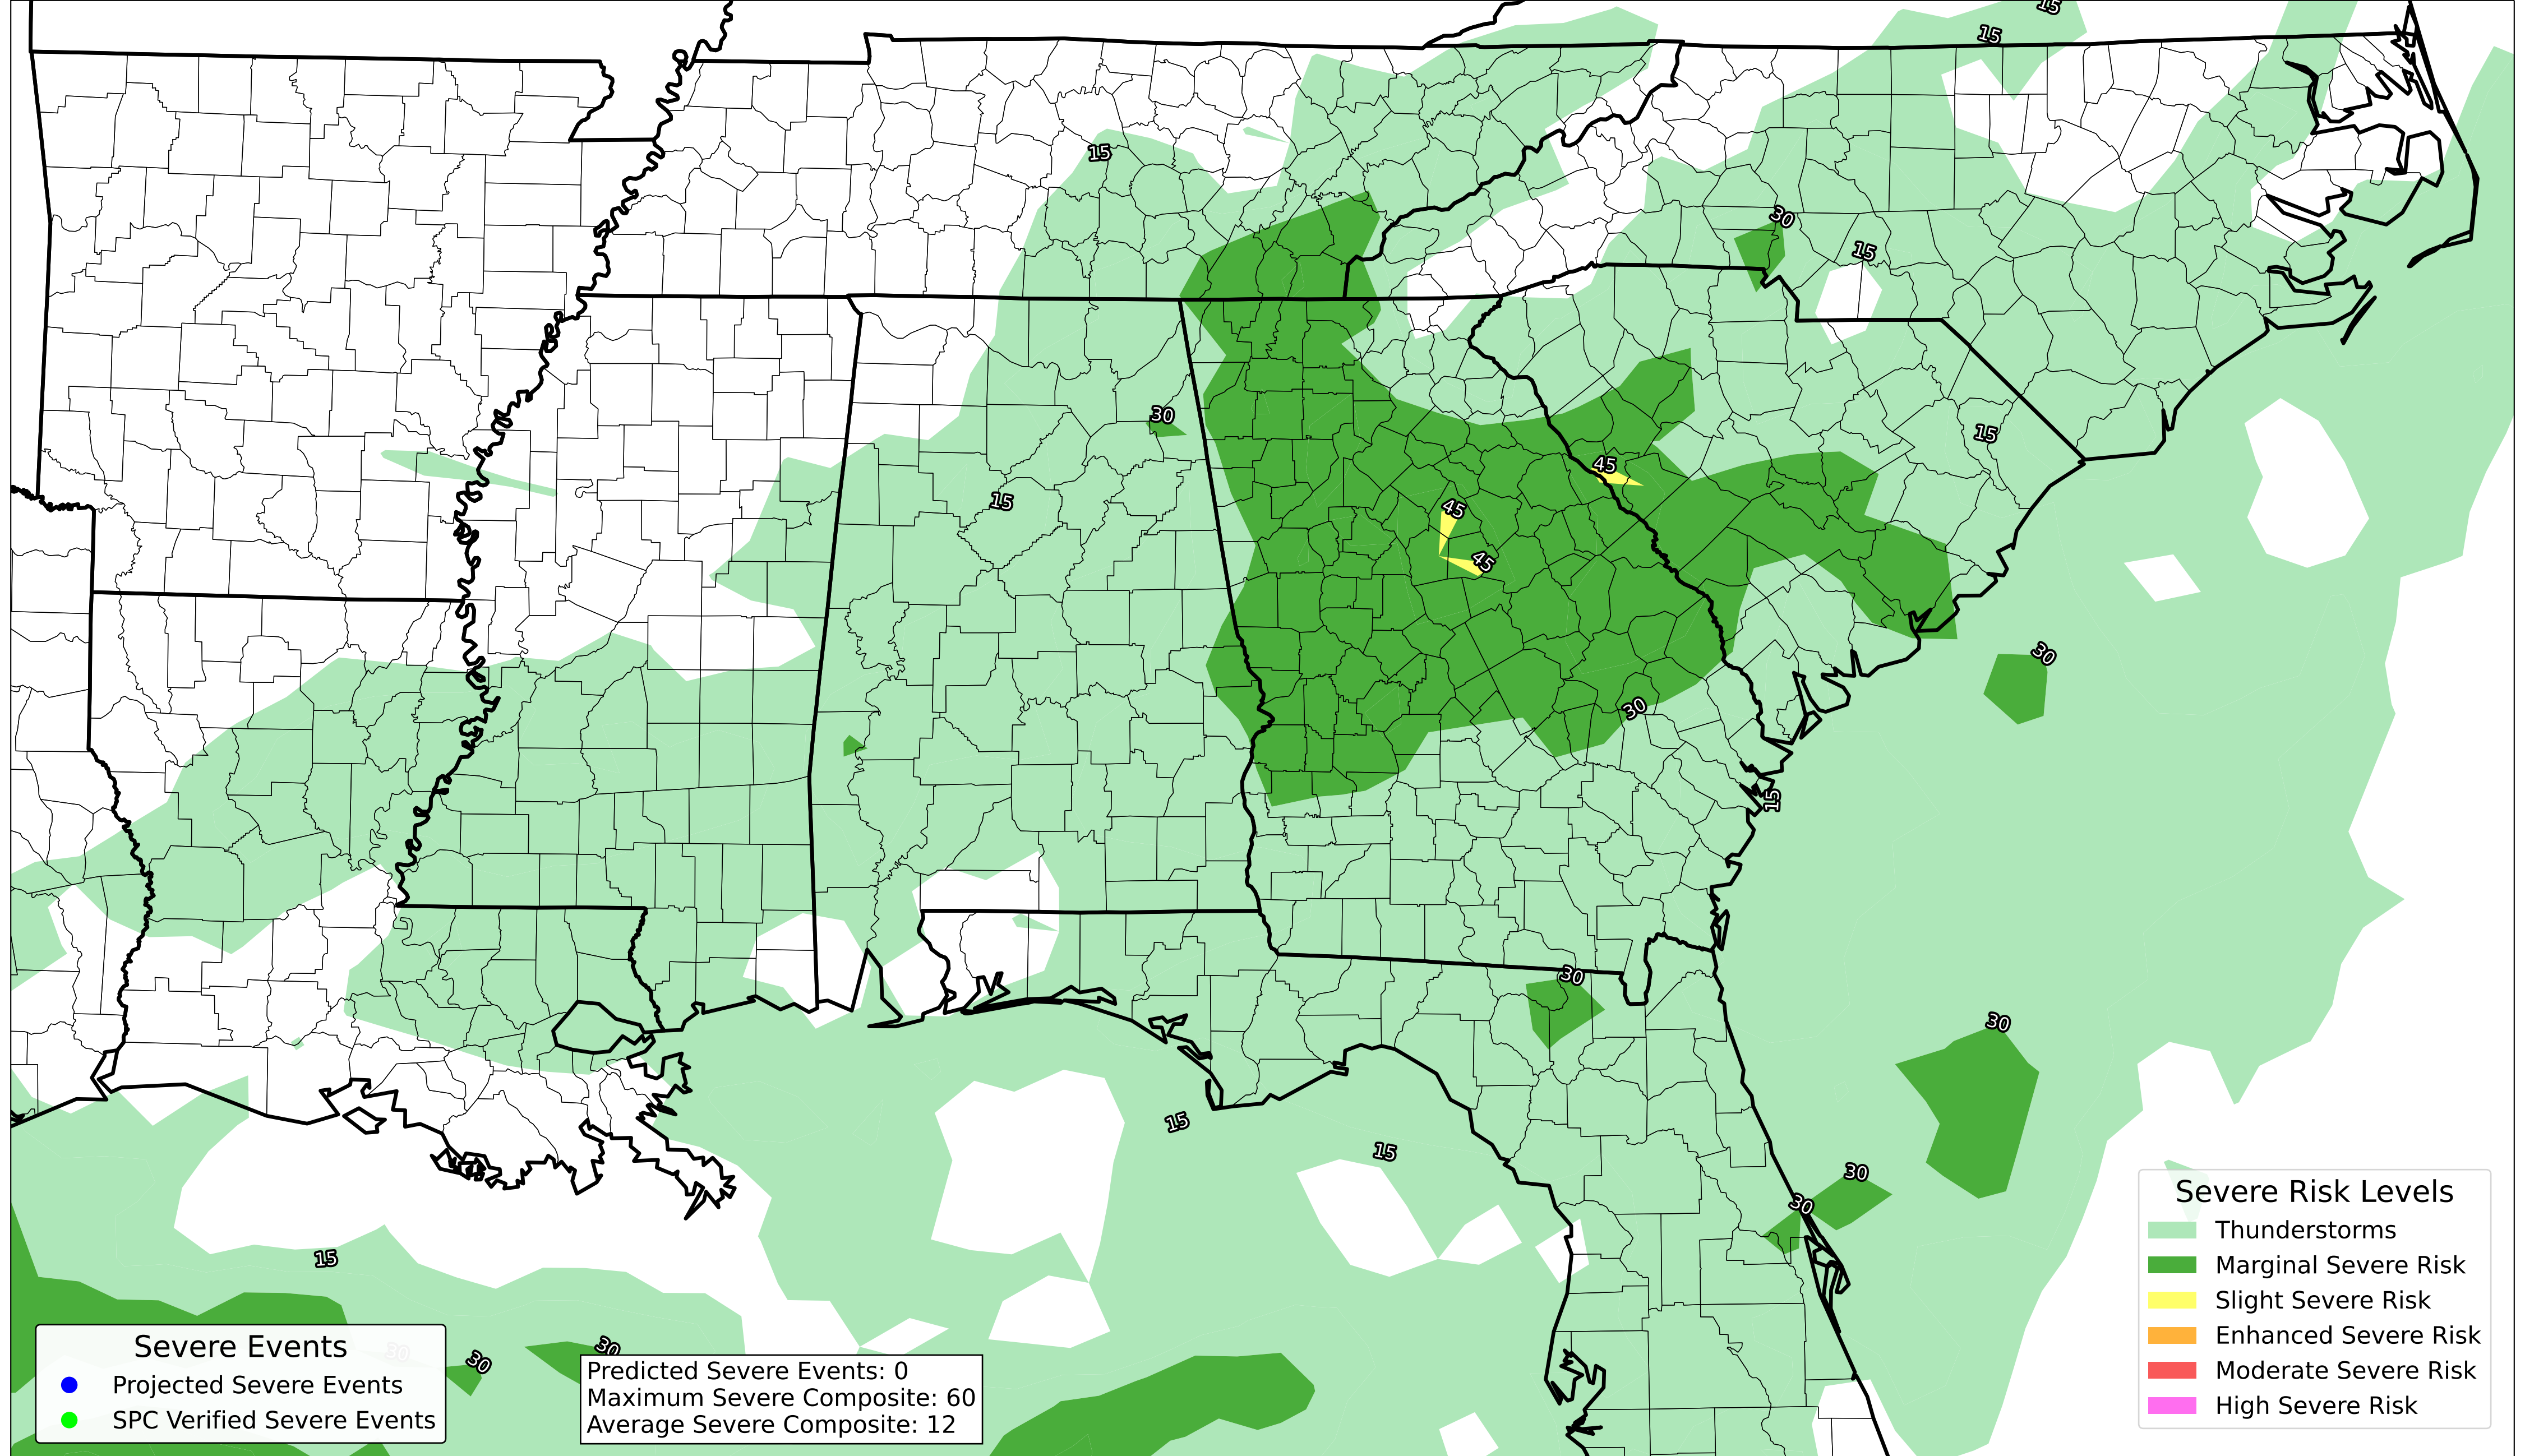 15
15
15
30
15
30
15
45
15
45
45
30
30
15
30
30
15
15
30
30
15
30
30
30
Severe Risk Levels
Thunderstorms
Marginal Severe Risk
Slight Severe Risk
Enhanced Severe Risk
Moderate Severe Risk
High Severe Risk
Severe Events
Projected Severe Events
SPC Verified Severe Events
Predicted Severe Events: 0
Maximum Severe Composite: 60
Average Severe Composite: 12